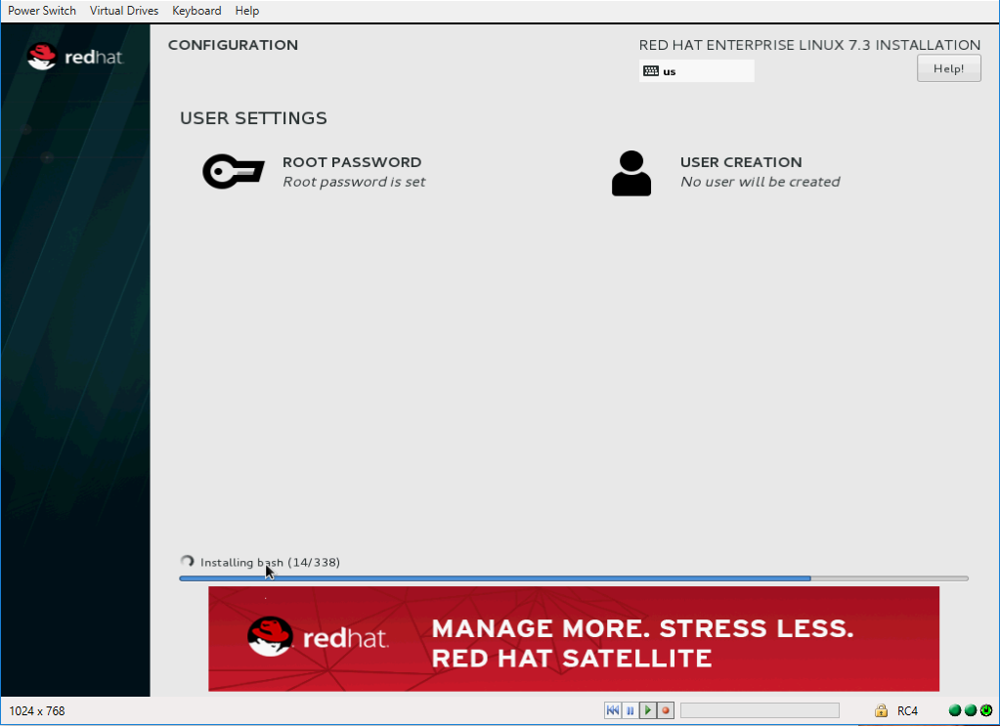 Power Switch Virtual Drives Keyboard Help
redhat.
CONFIGURATION
RED HAT ENTERPRISE LINUX 7.3 INSTALLATION
us
Help!
USER SETTINGS
ROOT PASSWORD
Root password is set
USER CREATION
No user will be created
Installing bash (14/338)
redhat.
MANAGE MORE. STRESS LESS.
RED HAT SATELLITE
1024 x 768
RC4